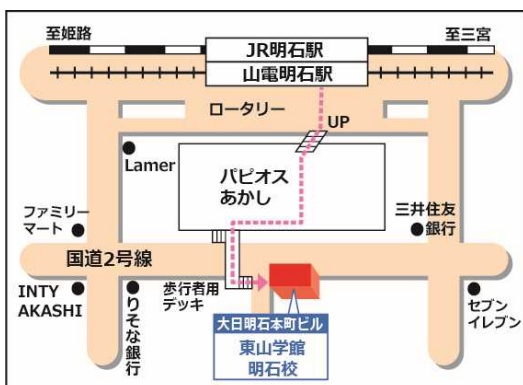 至姫路
至三宮
JR明石駅
山電明石駅
ロータリー
UP
Lamer
パピオス
あかし
ファミリー
マート
三井住友
銀行
国道2号線
INTY
AKASHI
りそな銀行
歩行者用
デッキ
セブン
イレブン
大日明石本町ビル
東山学館
明石校